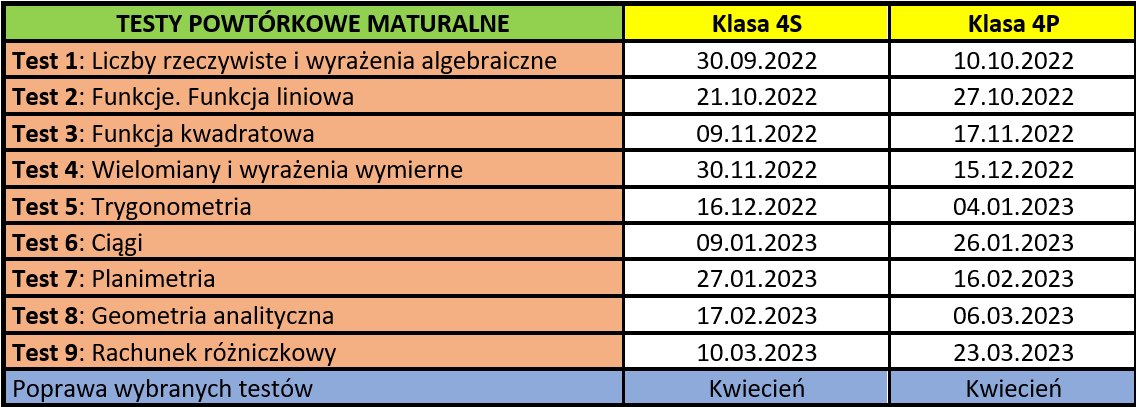 TESTY POWTÓRKOWE MATURALNE Klasa 4S Klasa 4P
Test 1: Liczby rzeczywiste i wyrażenia algebraiczne 30.09.2022 10.10.2022
Test 2: Funkcje. Funkcja liniowa 21.10.2022 27.10.2022
Test 3: Funkcja kwadratowa 09.11.2022 17.11.2022
Test 4: Wielomiany i wyrażenia wymierne 30.11.2022 15.12.2022
Test 5: Trygonometria 16.12.2022 04.01.2023
Test 6: Ciągi 09.01.2023 26.01.2023
Test 7: Planimetria 27.01.2023 16.02.2023
Test 8: Geometria analityczna 17.02.2023 06.03.2023
Test 9: Rachunek różniczkowy 10.03.2023 23.03.2023
Poprawa wybranych testów Kwiecień Kwiecień